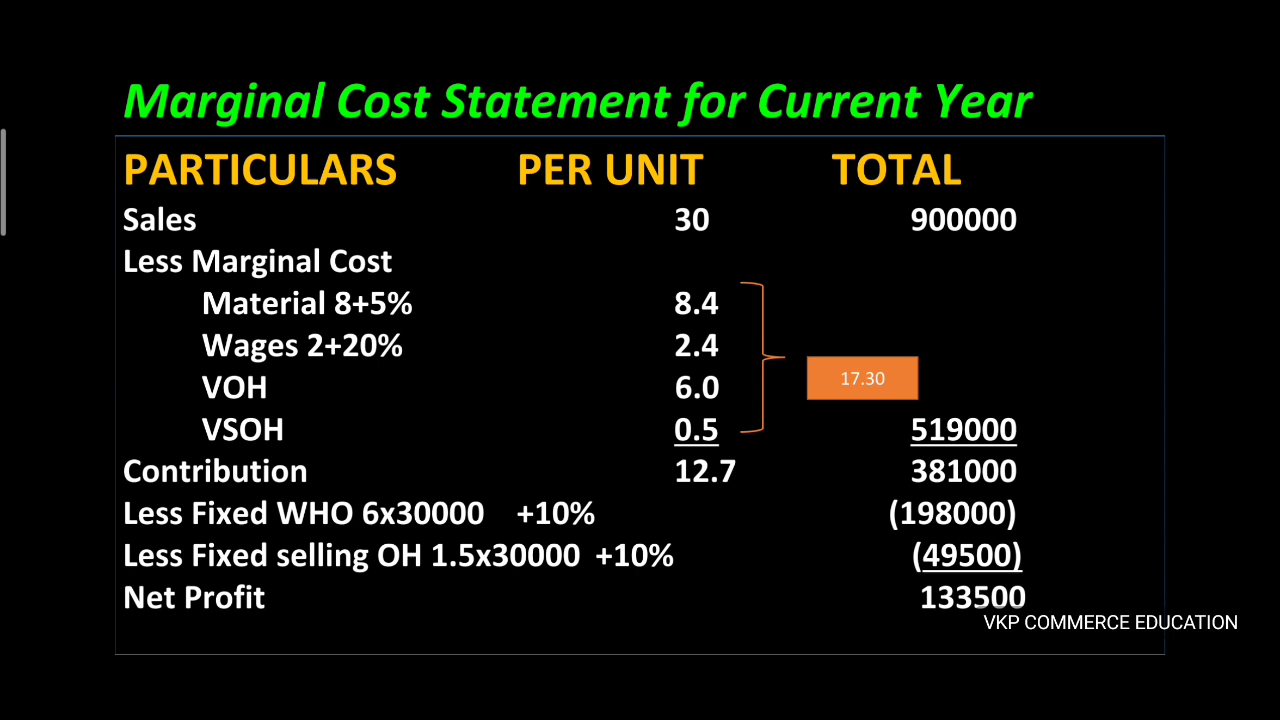 Marginal Cost Statement for Current Year
PARTICULARS PER UNIT TOTAL
Sales 30 900000
Less Marginal Cost
Material 8+5% 8.4
Wages 2+20% 2.4
VOH 6.0
17.30
VSOH 0.5 519000
Contribution 12.7 381000
Less Fixed WHO 6x30000 +10% (198000)
Less Fixed selling OH 1.5x30000 +10% (49500)
Net Profit 133500
VKP COMMERCE EDUCATION